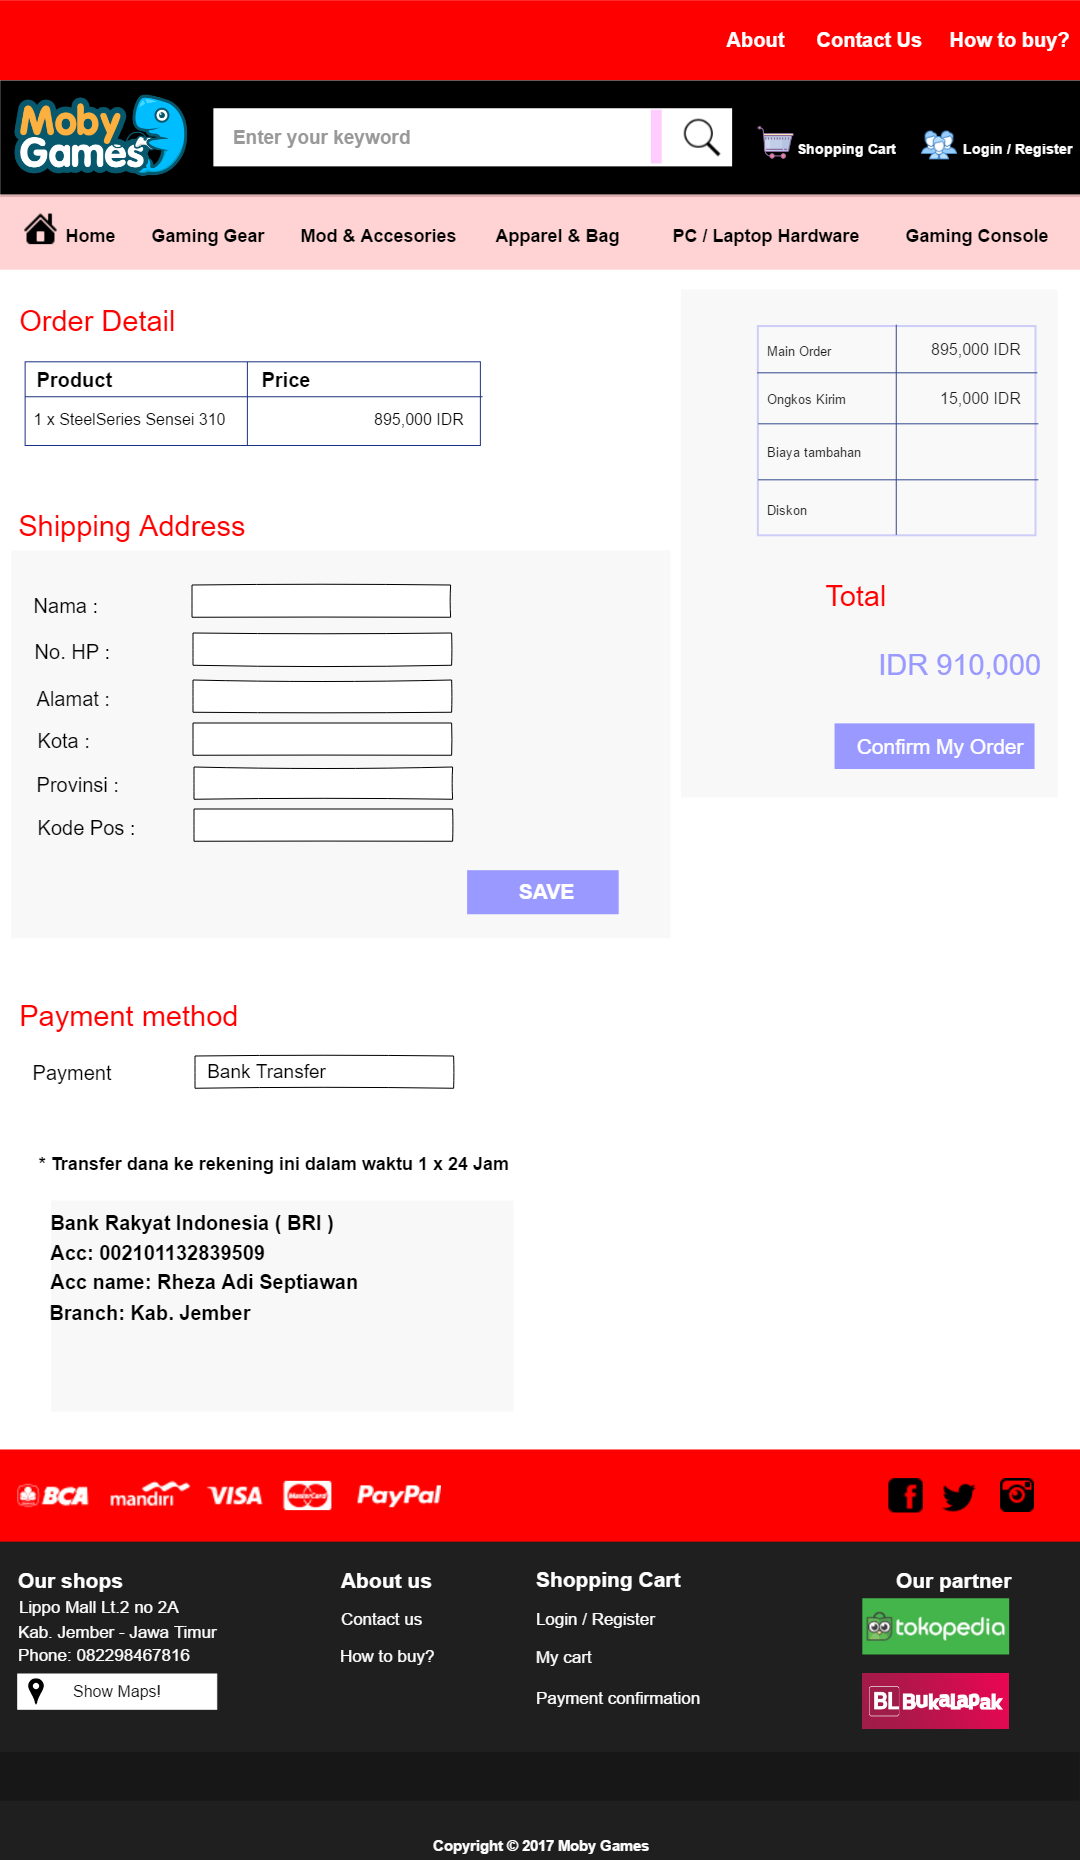 About Contact Us How to buy?
Moby Games
Enter your keyword
Shopping Cart
Login / Register
Home Gaming Gear Mod & Accesories Apparel & Bag PC / Laptop Hardware Gaming Console
Order Detail
Product Price
1 x SteelSeries Sensei 310 895,000 IDR
Main Order 895,000 IDR
Ongkos Kirim 15,000 IDR
Biaya tambahan
Diskon
Total
IDR 910,000
Confirm My Order
Shipping Address
Nama :
No. HP :
Alamat :
Kota :
Provinsi :
Kode Pos :
SAVE
Payment method
Payment Bank Transfer
* Transfer dana ke rekening ini dalam waktu 1 x 24 Jam
Bank Rakyat Indonesia ( BRI )
Acc: 002101132839509
Acc name: Rheza Adi Septiawan
Branch: Kab. Jember
BCA mandiri VISA MasterCard PayPal
Our shops
Lippo Mall Lt.2 no 2A
Kab. Jember - Jawa Timur
Phone: 082298467816
Show Maps!
About us
Contact us
How to buy?
Shopping Cart
Login / Register
My cart
Payment confirmation
Our partner
tokopedia
BL BukaLapak
Copyright © 2017 Moby Games